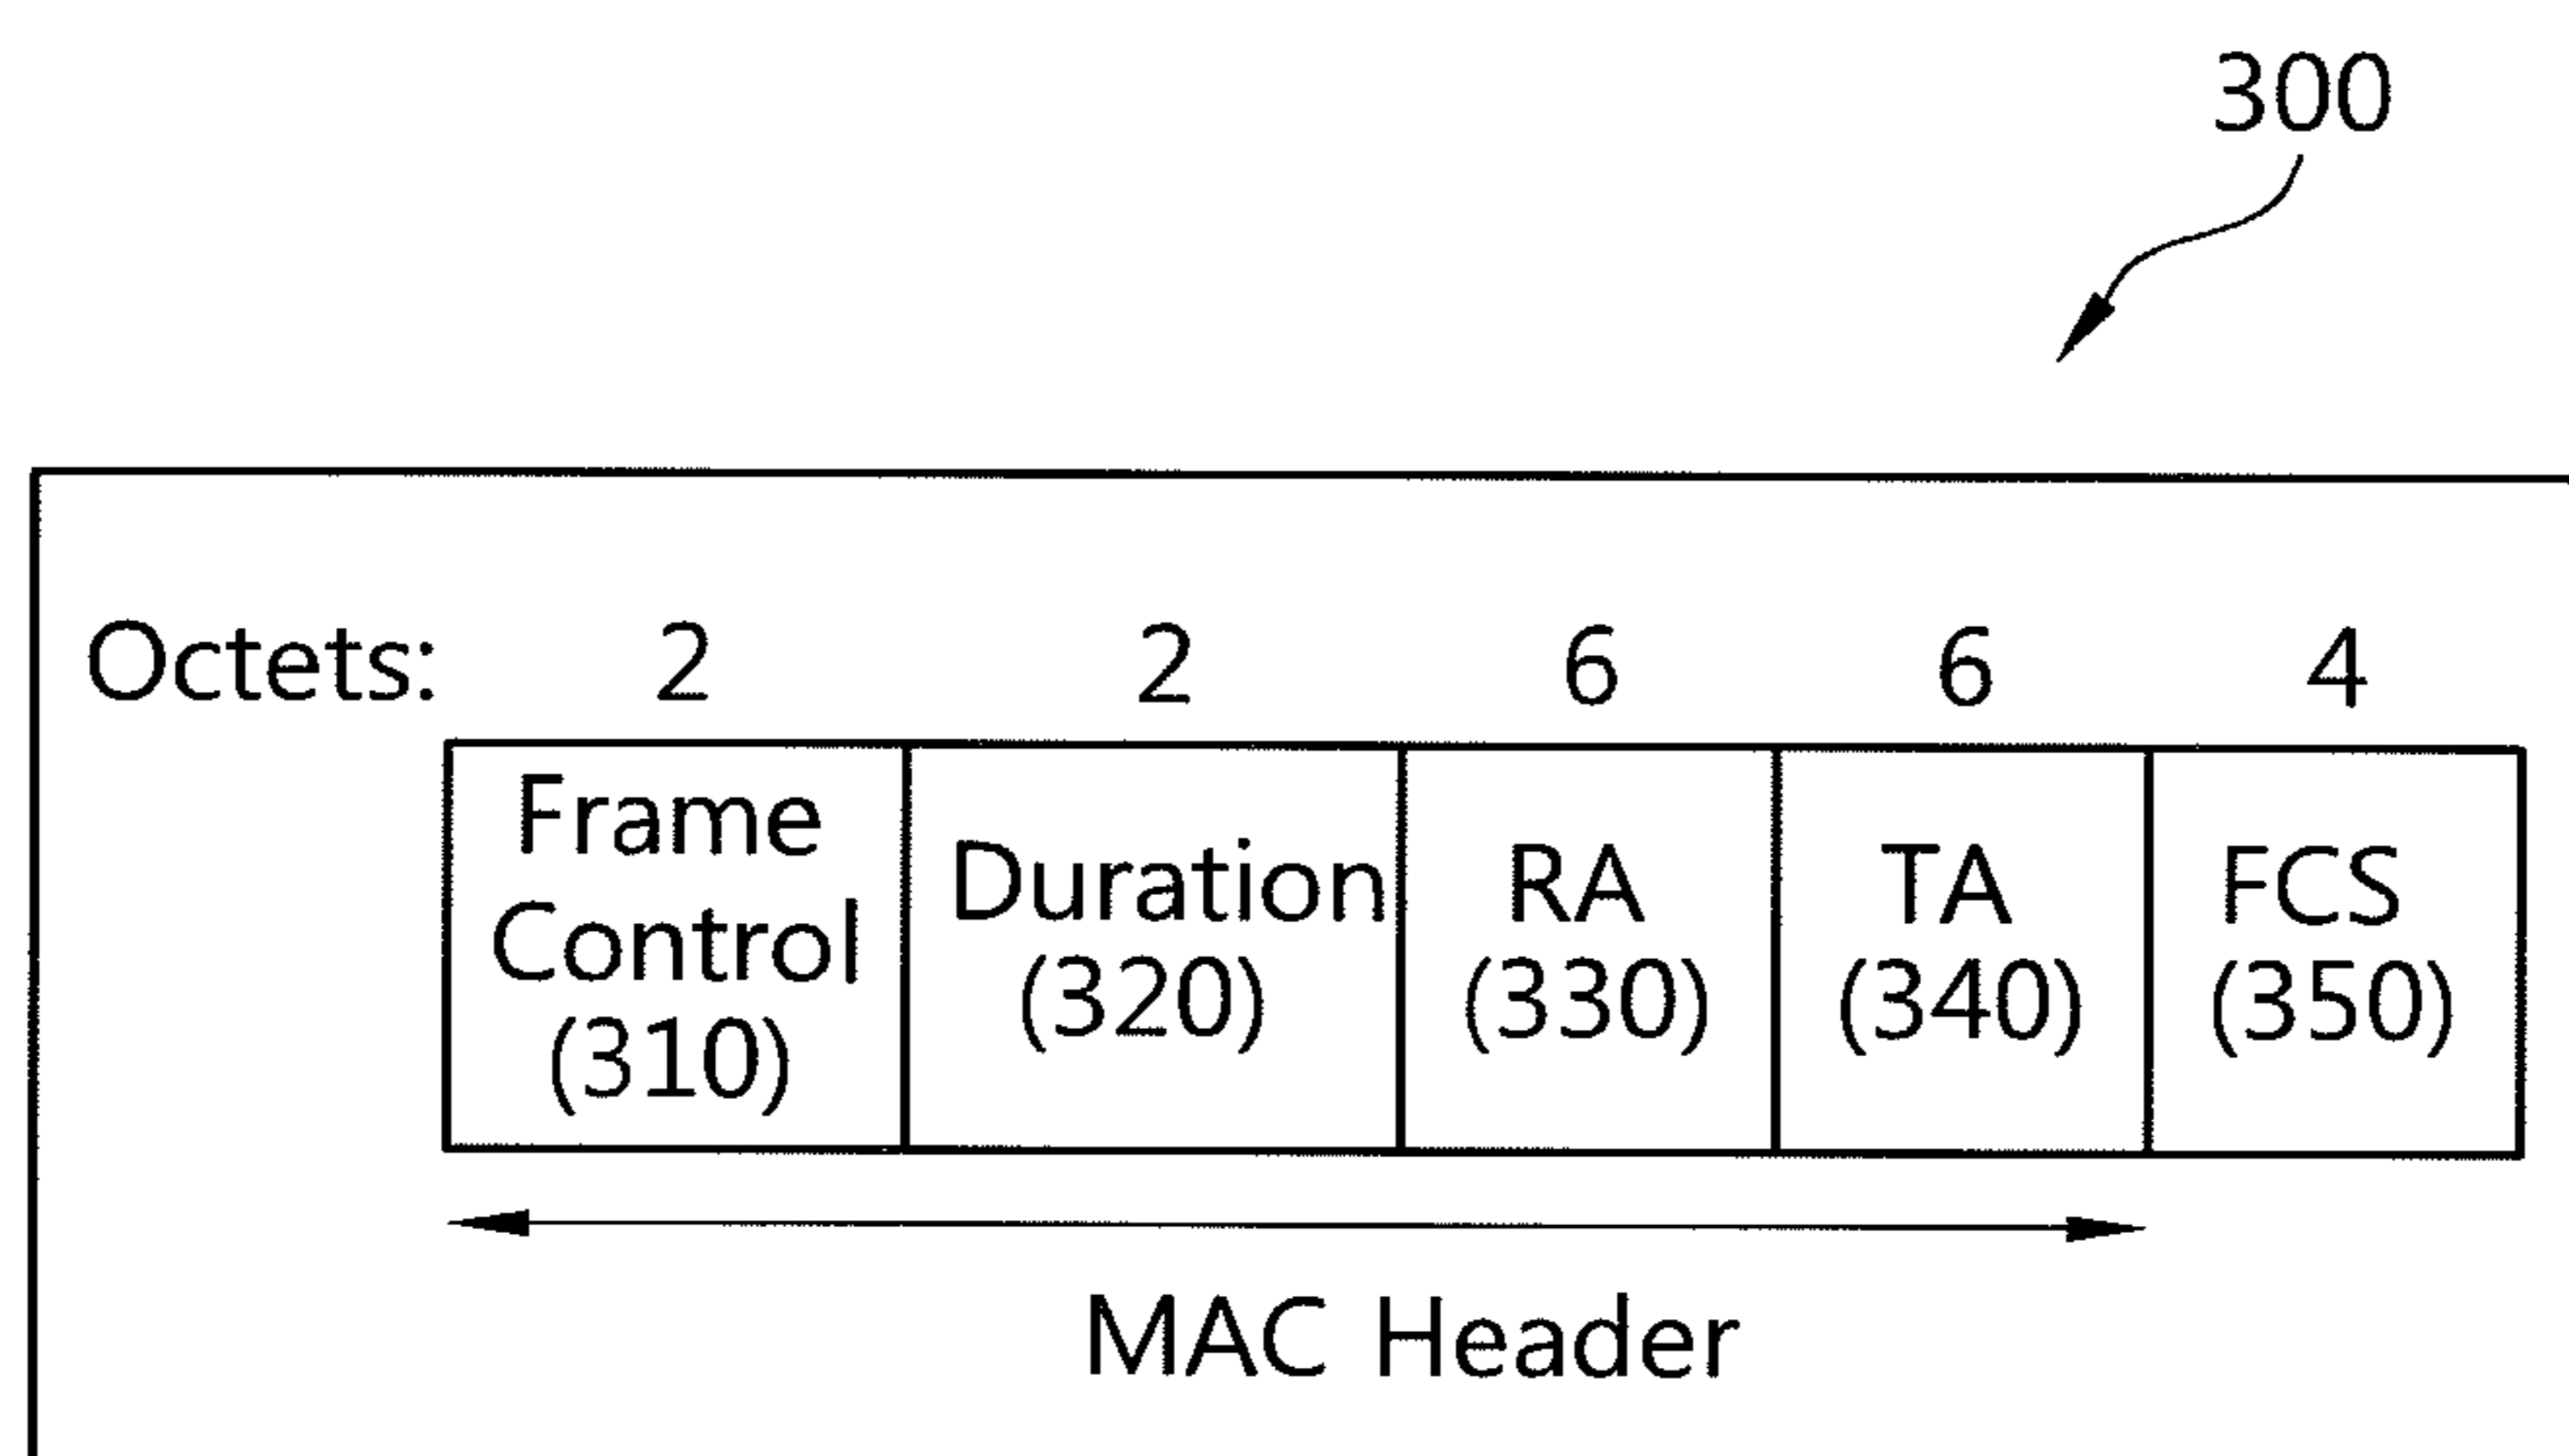 300
Octets: 2 2 6 6 4
Frame Control (310)
Duration (320)
RA (330)
TA (340)
FCS (350)
MAC Header